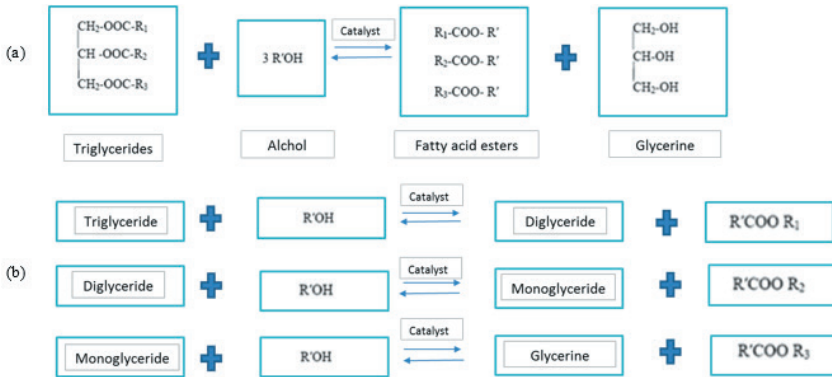 (a)
CH₂-OOC-R₁
CH -OOC-R₂
CH₂-OOC-R₃
3 R'OH
Catalyst
R₁-COO- R'
R₂-COO- R'
R₃-COO- R'
CH₂-OH
CH-OH
CH₂-OH
Triglycerides
Alchol
Fatty acid esters
Glycerine
(b)
Triglyceride
R'OH
Catalyst
Diglyceride
R'COO R₁
Diglyceride
R'OH
Catalyst
Monoglyceride
R'COO R₂
Monoglyceride
R'OH
Catalyst
Glycerine
R'COO R₃